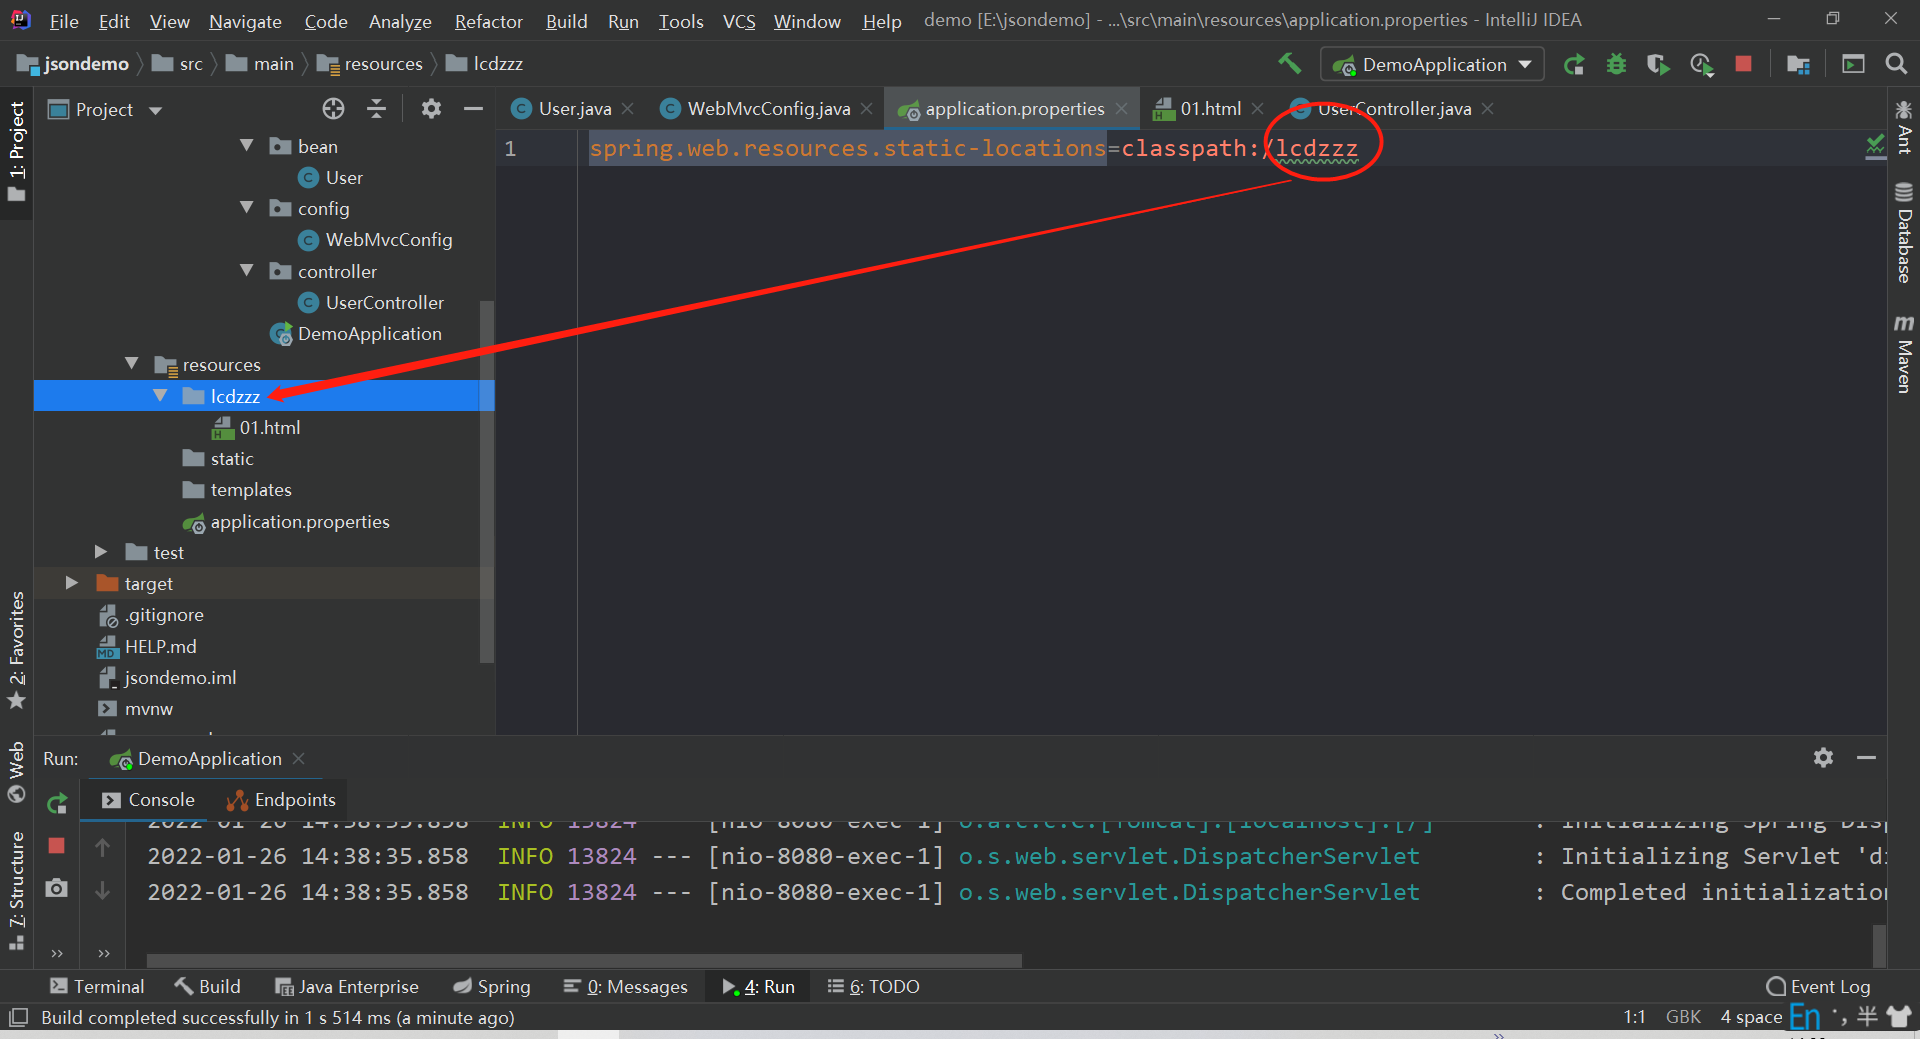 File Edit View Navigate Code Analyze Refactor Build Run Tools VCS Window Help demo [E:\jsondemo] - ...\src\main\resources\application.properties - IntelliJ IDEA
jsondemo src main resources lcdzzz DemoApplication
Project
User.java WebMvcConfig.java application.properties 01.html UserController.java
1 spring.web.resources.static-locations=classpath:/lcdzzz
bean
User
config
WebMvcConfig
controller
UserController
DemoApplication
resources
lcdzzz
01.html
static
templates
application.properties
test
target
.gitignore
HELP.md
jsondemo.iml
mvnw
1: Project
2: Favorites
Web
7: Structure
Ant
Database
Maven
Run: DemoApplication
Console Endpoints
2022-01-26 14:38:35.858 INFO 13824 --- [nio-8080-exec-1] o.s.web.servlet.DispatcherServlet : Initializing Servlet 'di
2022-01-26 14:38:35.858 INFO 13824 --- [nio-8080-exec-1] o.s.web.servlet.DispatcherServlet : Completed initialization
Terminal Build Java Enterprise Spring 0: Messages 4: Run 6: TODO Event Log
Build completed successfully in 1 s 514 ms (a minute ago) 1:1 GBK 4 space En 半